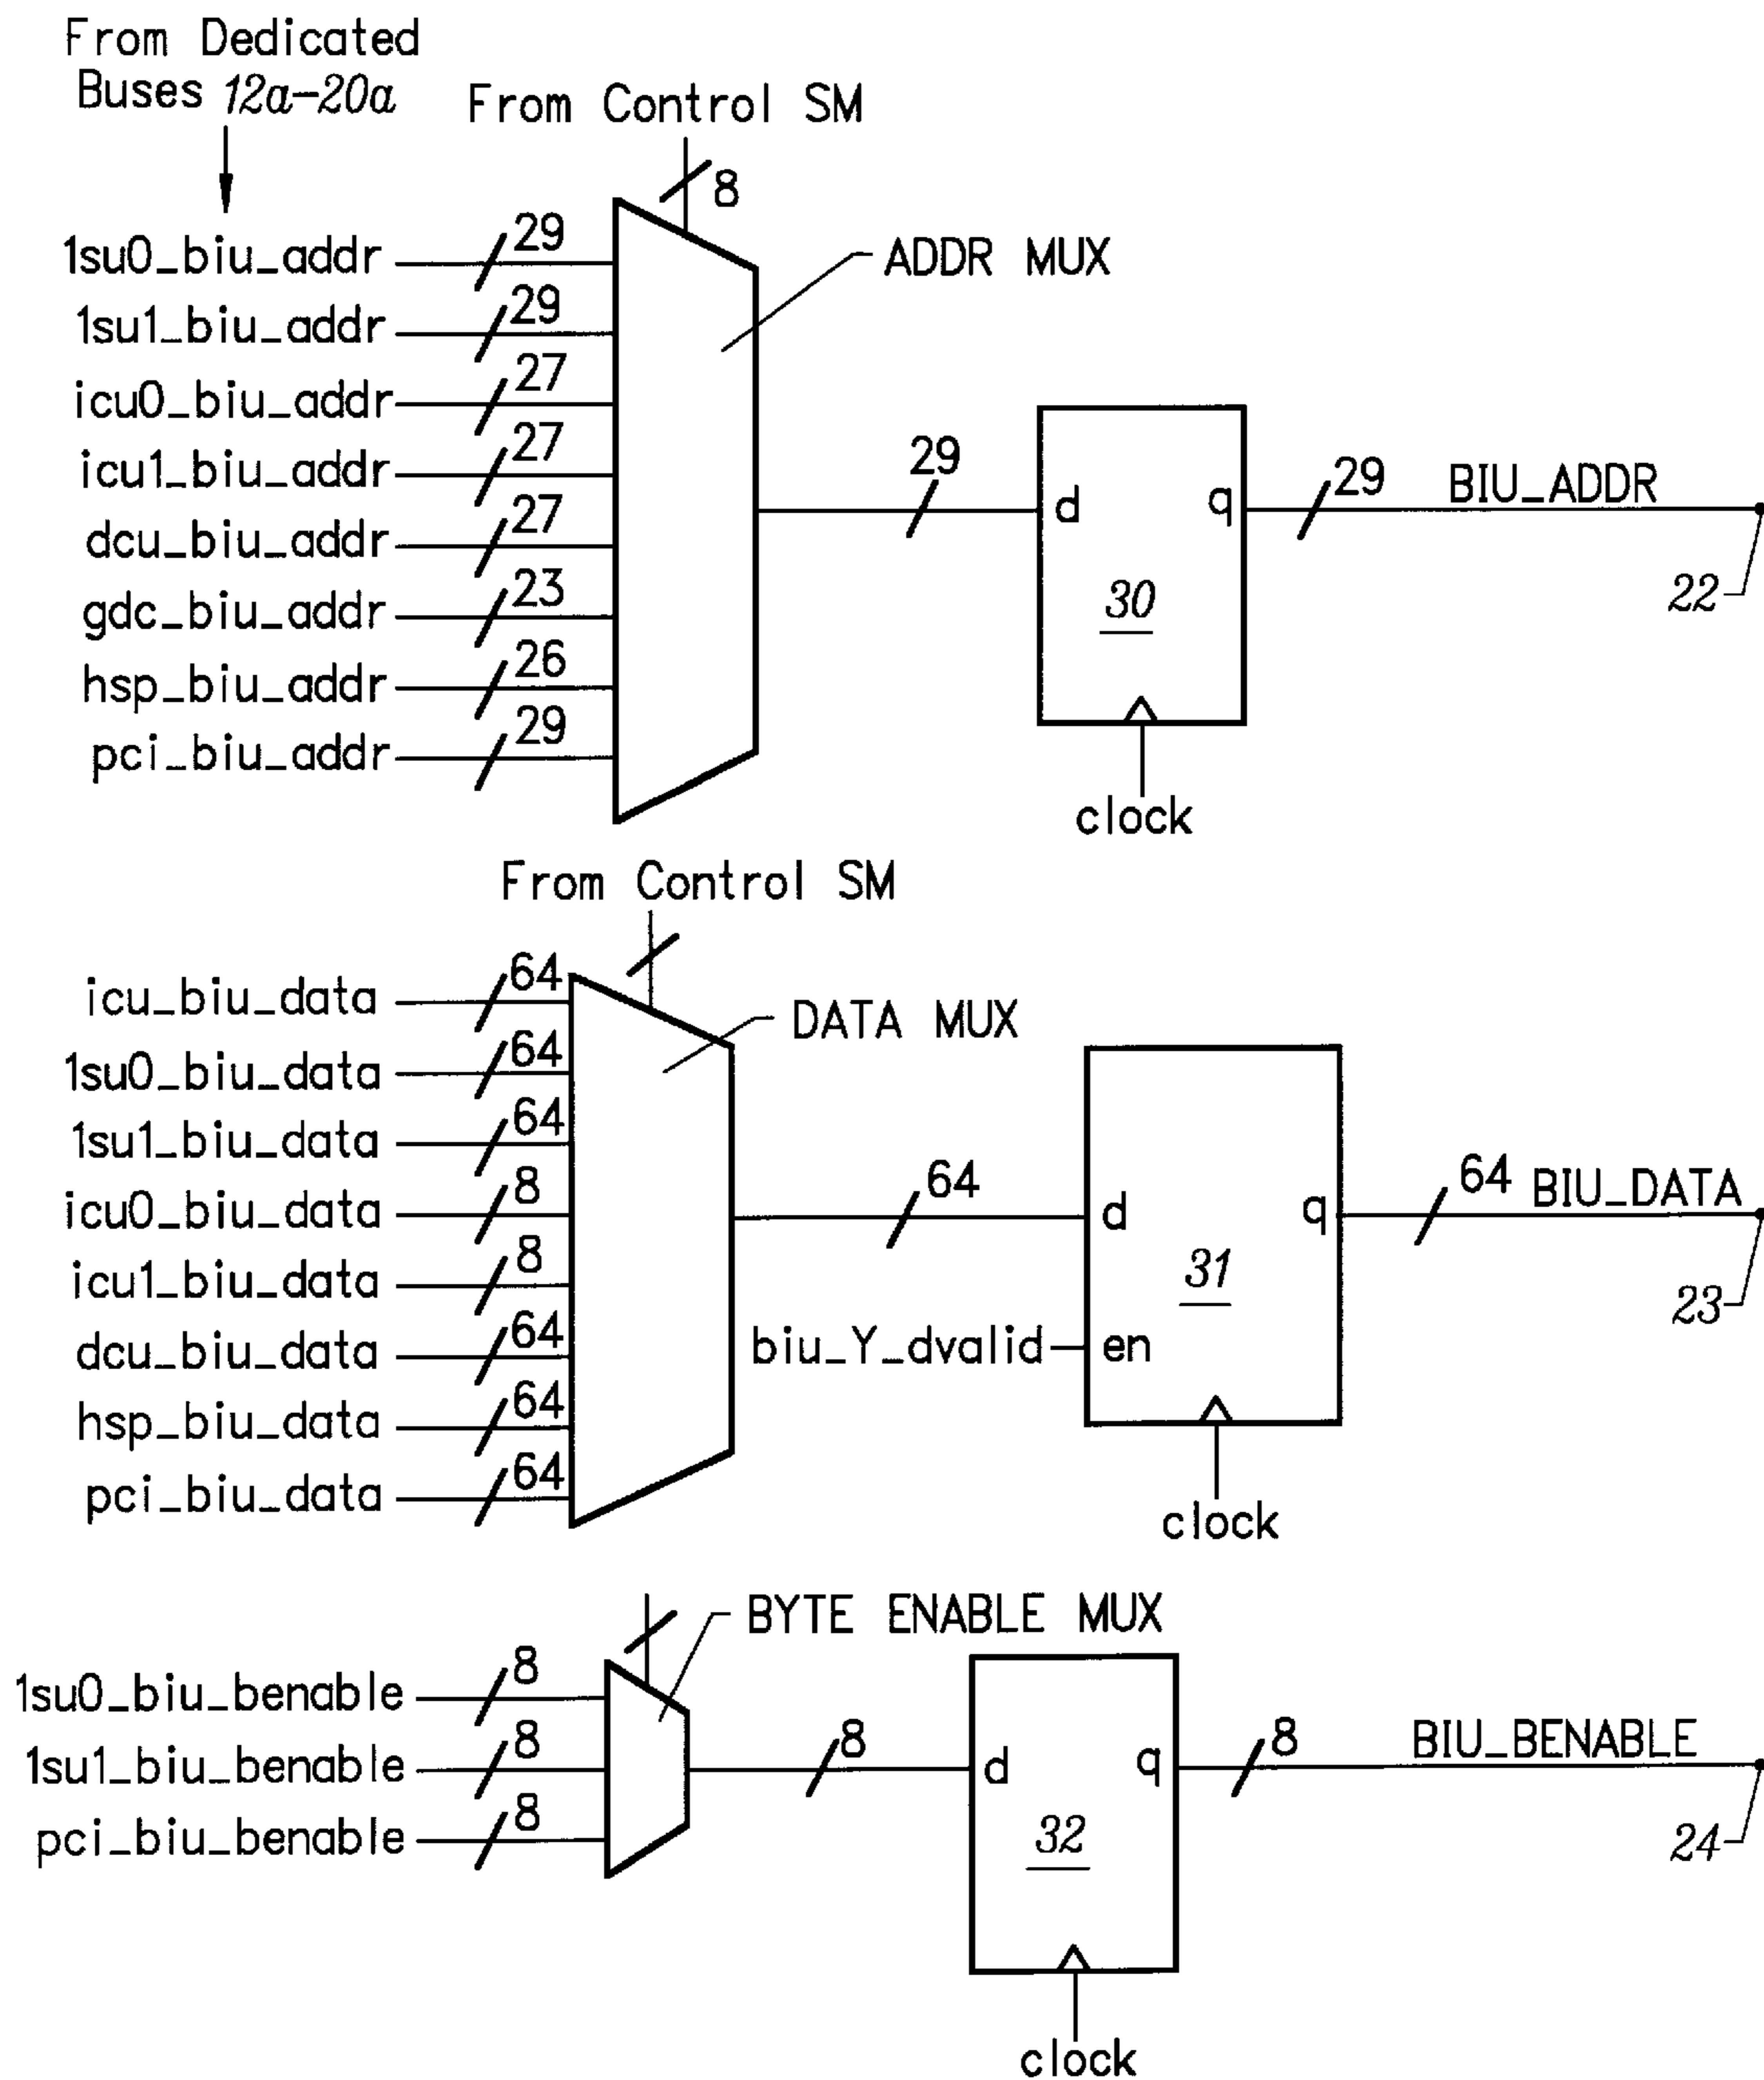 From Dedicated
Buses 12a-20a
From Control SM
8
1su0_biu_addr 29
ADDR MUX
1su1_biu_addr 29
icu0_biu_addr 27
icu1_biu_addr 27
29
29 BIU_ADDR
d q
dcu_biu_addr 27
22
30
gdc_biu_addr 23
hsp_biu_addr 26
pci_biu_addr 29
clock
From Control SM
icu_biu_data 64
DATA MUX
1su0_biu_data 64
1su1_biu_data 64
64
64 BIU_DATA
icu0_biu_data 8
d q
icu1_biu_data 8
31
23
dcu_biu_data 64
biu_Y_dvalid en
hsp_biu_data 64
pci_biu_data 64
clock
BYTE ENABLE MUX
1su0_biu_benable 8
1su1_biu_benable 8
8
8 BIU_BENABLE
d q
pci_biu_benable 8
32
24
clock